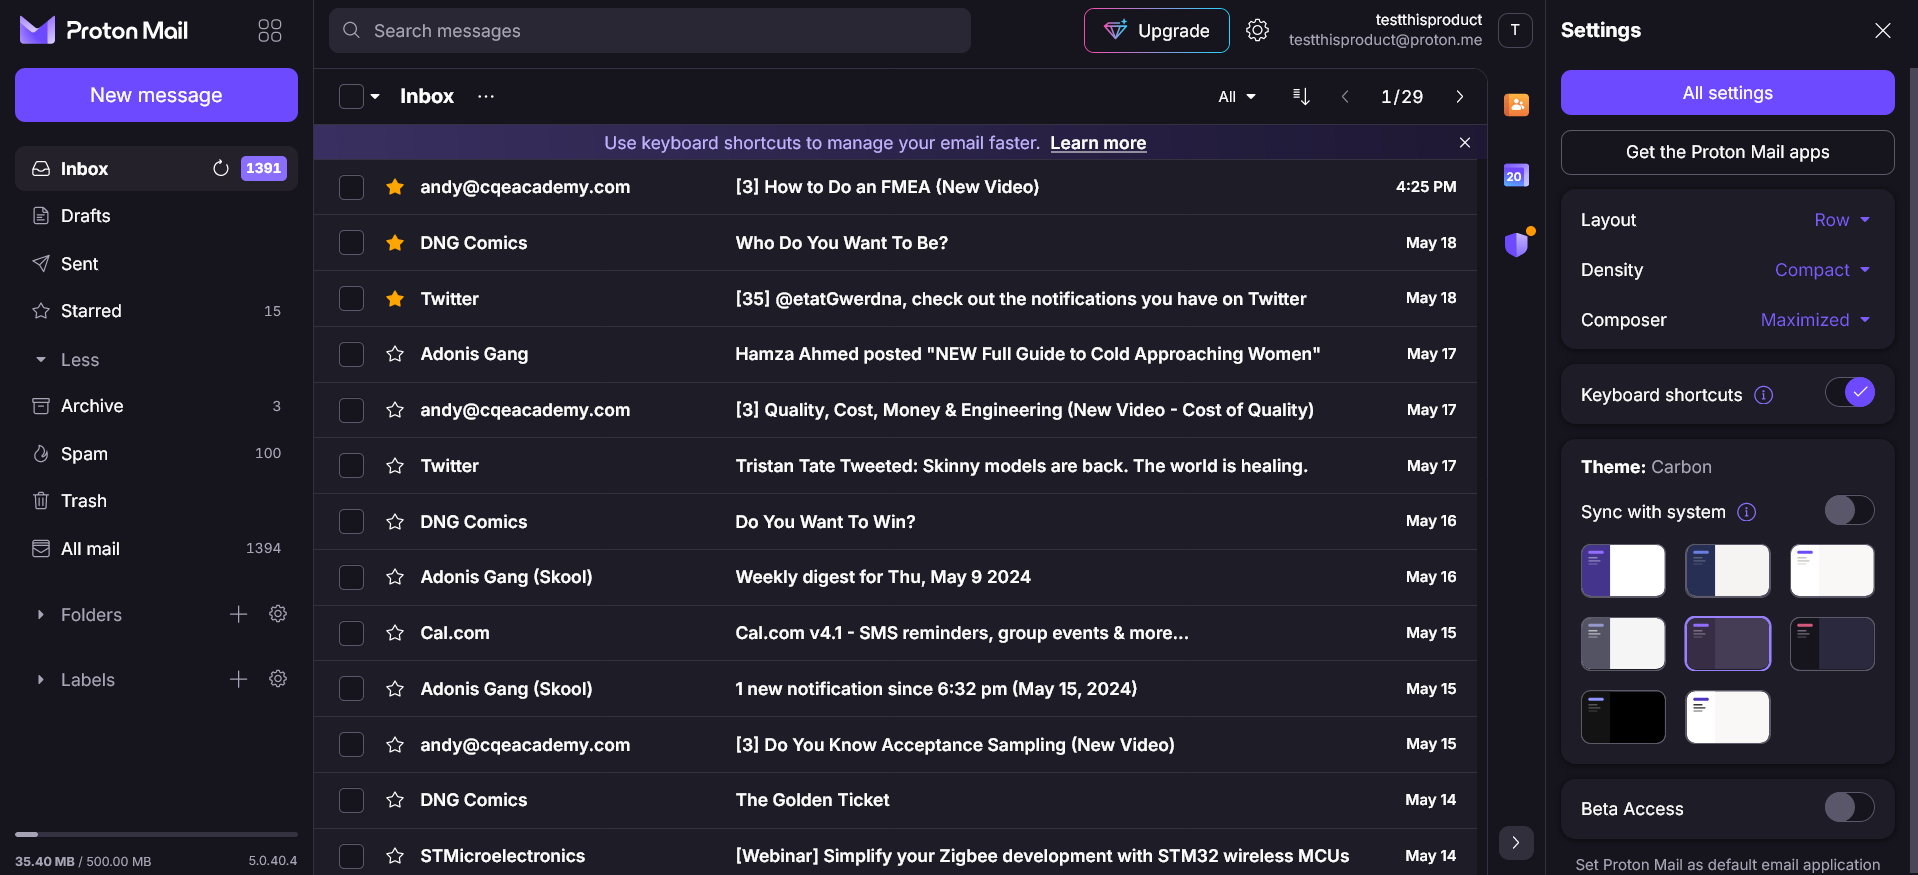 Proton Mail
New message
Inbox 1391
Drafts
Sent
Starred 15
Less
Archive 3
Spam 100
Trash
All mail 1394
Folders
Labels
35.40 MB / 500.00 MB 5.0.40.4
Search messages
Upgrade
testthisproduct
testthisproduct@proton.me
T
Inbox ... All 1/29
Use keyboard shortcuts to manage your email faster. Learn more
andy@cqeacademy.com [3] How to Do an FMEA (New Video) 4:25 PM
DNG Comics Who Do You Want To Be? May 18
Twitter [35] @etatGwerdna, check out the notifications you have on Twitter May 18
Adonis Gang Hamza Ahmed posted "NEW Full Guide to Cold Approaching Women" May 17
andy@cqeacademy.com [3] Quality, Cost, Money & Engineering (New Video - Cost of Quality) May 17
Twitter Tristan Tate Tweeted: Skinny models are back. The world is healing. May 17
DNG Comics Do You Want To Win? May 16
Adonis Gang (Skool) Weekly digest for Thu, May 9 2024 May 16
Cal.com Cal.com v4.1 - SMS reminders, group events & more... May 15
Adonis Gang (Skool) 1 new notification since 6:32 pm (May 15, 2024) May 15
andy@cqeacademy.com [3] Do You Know Acceptance Sampling (New Video) May 15
DNG Comics The Golden Ticket May 14
STMicroelectronics [Webinar] Simplify your Zigbee development with STM32 wireless MCUs May 14
20
Settings
All settings
Get the Proton Mail apps
Layout Row
Density Compact
Composer Maximized
Keyboard shortcuts
Theme: Carbon
Sync with system
Beta Access
Set Proton Mail as default email application